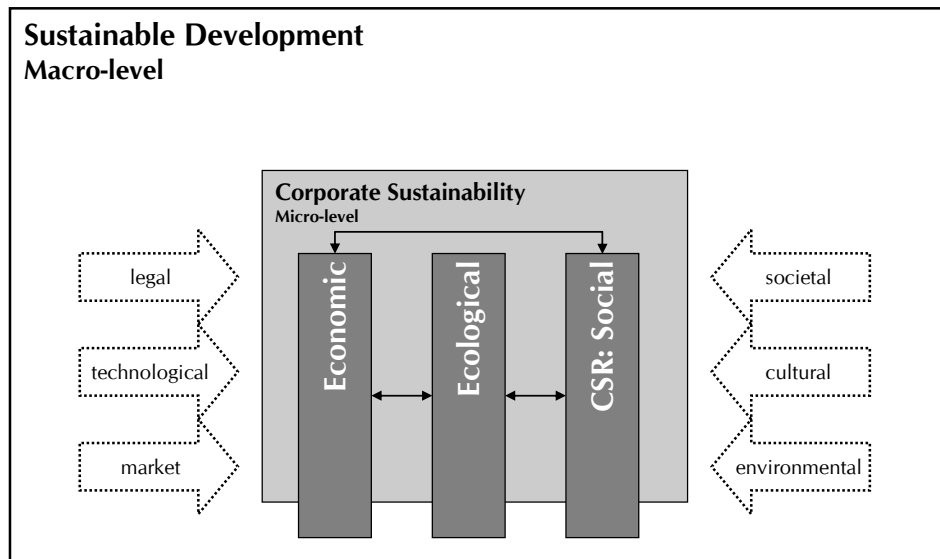 Sustainable Development
Macro-level
Corporate Sustainability
Micro-level
Economic
Ecological
CSR: Social
legal
technological
market
societal
cultural
environmental